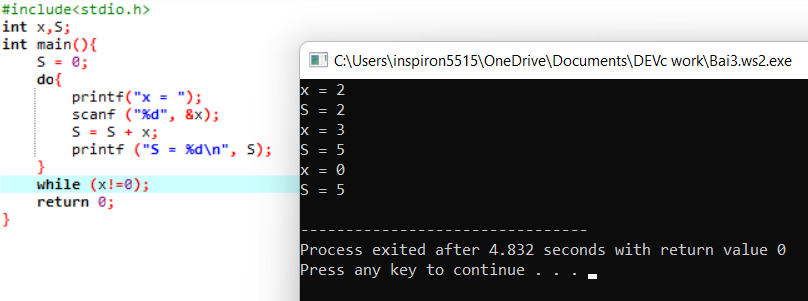 #include<stdio.h>
int x,S;
int main(){
S = 0;
do{
printf("x = ");
scanf ("%d", &x);
S = S + x;
printf ("S = %d\n", S);
}
while (x!=0);
return 0;
}
C:\Users\inspiron5515\OneDrive\Documents\DEVc work\Bai3.ws2.exe
x = 2
S = 2
x = 3
S = 5
x = 0
S = 5
--------------------------------
Process exited after 4.832 seconds with return value 0
Press any key to continue . . .